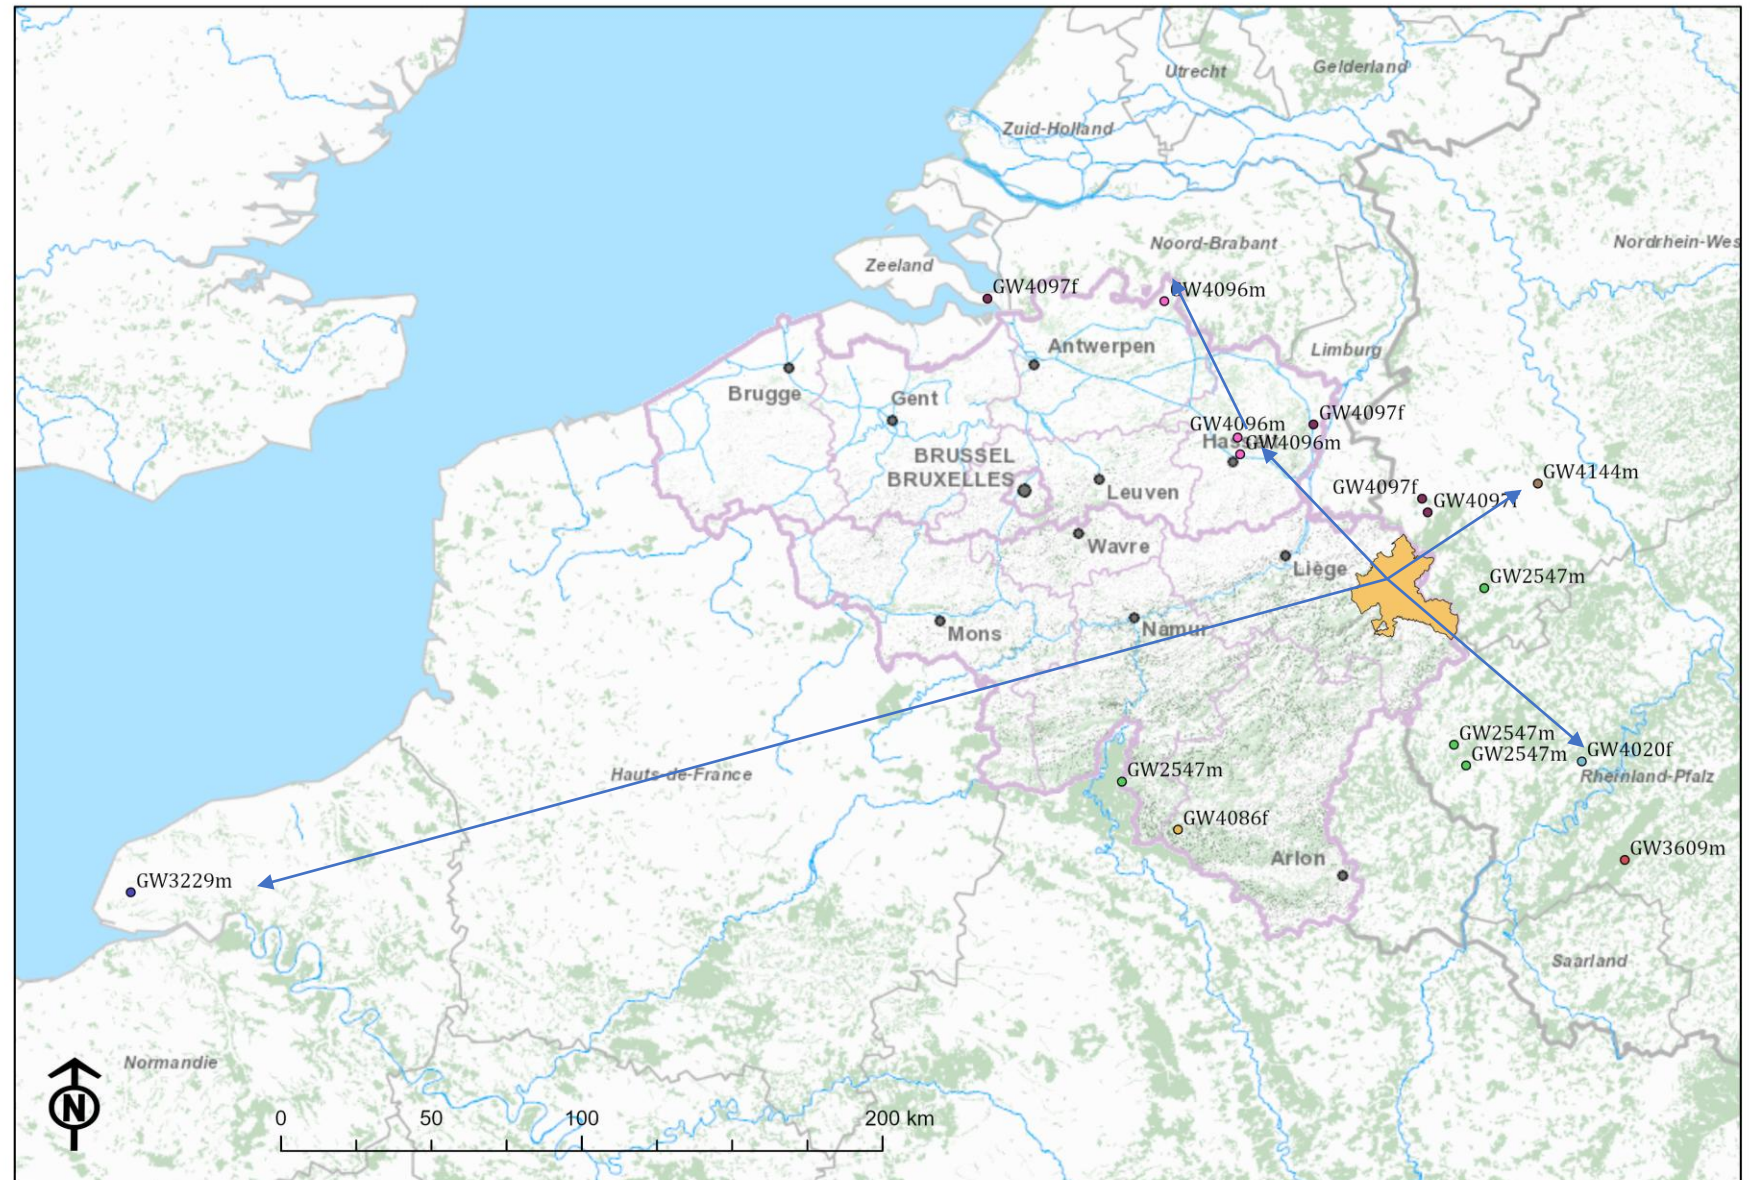 Utrecht
Gelderland
Zuid-Holland
Noord-Brabant
Nordrhein-Wes
Zeeland
GW4097f
GW4096m
Antwerpen
Limburg
Brugge
Gent
GW4097f
GW4096m
GW4096m
BRUSSEL
BRUXELLES
GW4144m
GW4097f
GW4097f
Leuven
Wavre
Liège
GW2547m
Mons
Namur
GW2547m
GW2547m
GW4020f
Hauts-de-France
GW2547m
Rheinland-Pfalz
GW4086f
GW3609m
Arlon
GW3229m
Saarland
Normandie
N
0 50 100 200 km